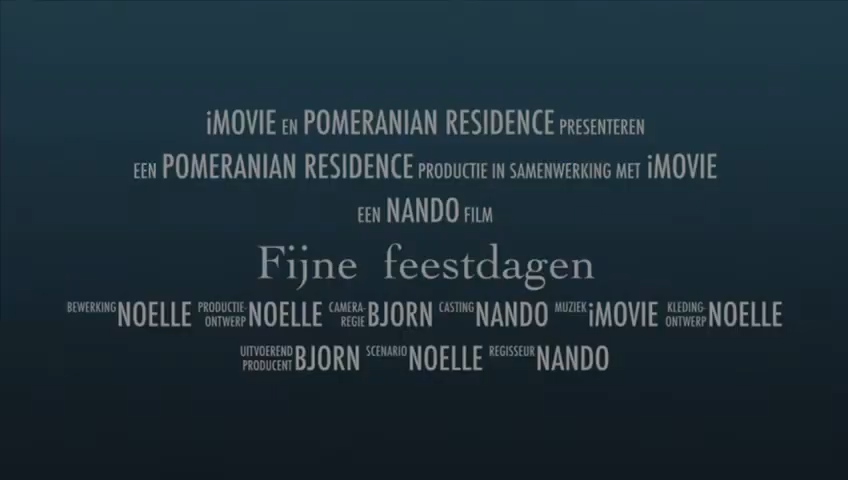 iMOVIE EN POMERANIAN RESIDENCE PRESENTEREN
EEN POMERANIAN RESIDENCE PRODUCTIE IN SAMENWERKING MET iMOVIE
EEN NANDO FILM
Fijne feestdagen
BEWERKING NOELLE PRODUCTIE-ONTWERP NOELLE CAMERA-REGIE BJORN CASTING NANDO MUZIEK iMOVIE KLEDING-ONTWERP NOELLE
UITVOEREND PRODUCENT BJORN SCENARIO NOELLE REGISSEUR NANDO